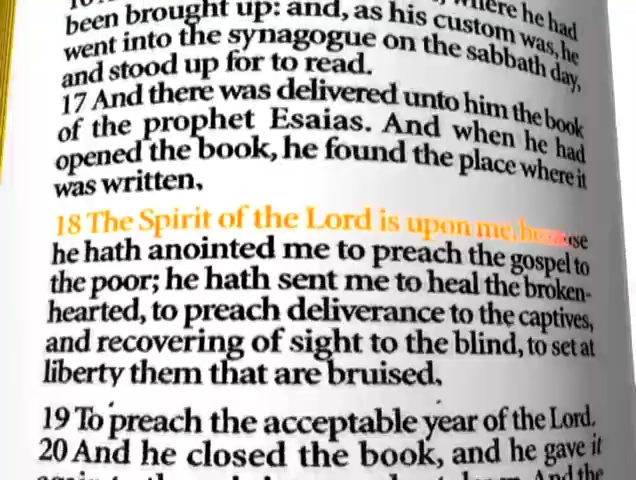 where he had
been brought up: and, as his custom was, he
went into the synagogue on the sabbath day,
and stood up for to read.
17 And there was delivered unto him the book
of the prophet Esaias. And when he had
opened the book, he found the place where it
was written,
18 The Spirit of the Lord is upon me, because
he hath anointed me to preach the gospel to
the poor; he hath sent me to heal the broken-
hearted, to preach deliverance to the captives,
and recovering of sight to the blind, to set at
liberty them that are bruised,
19 To preach the acceptable year of the Lord.
20 And he closed the book, and he gave it
And the